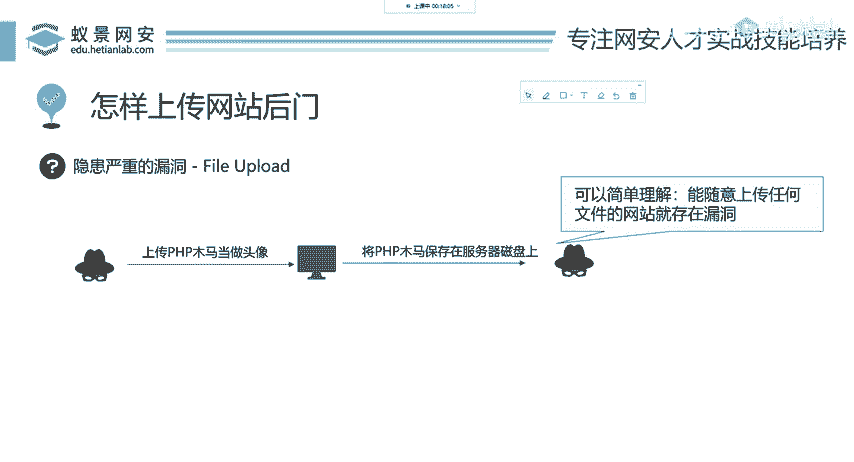 上课中 00:18:05
蚁景网安
edu.hetianlab.com
专注网安人才实战技能培养
怎样上传网站后门
? 隐患严重的漏洞 - File Upload
可以简单理解：能随意上传任何
文件的网站就存在漏洞
上传PHP木马当做头像
将PHP木马保存在服务器磁盘上